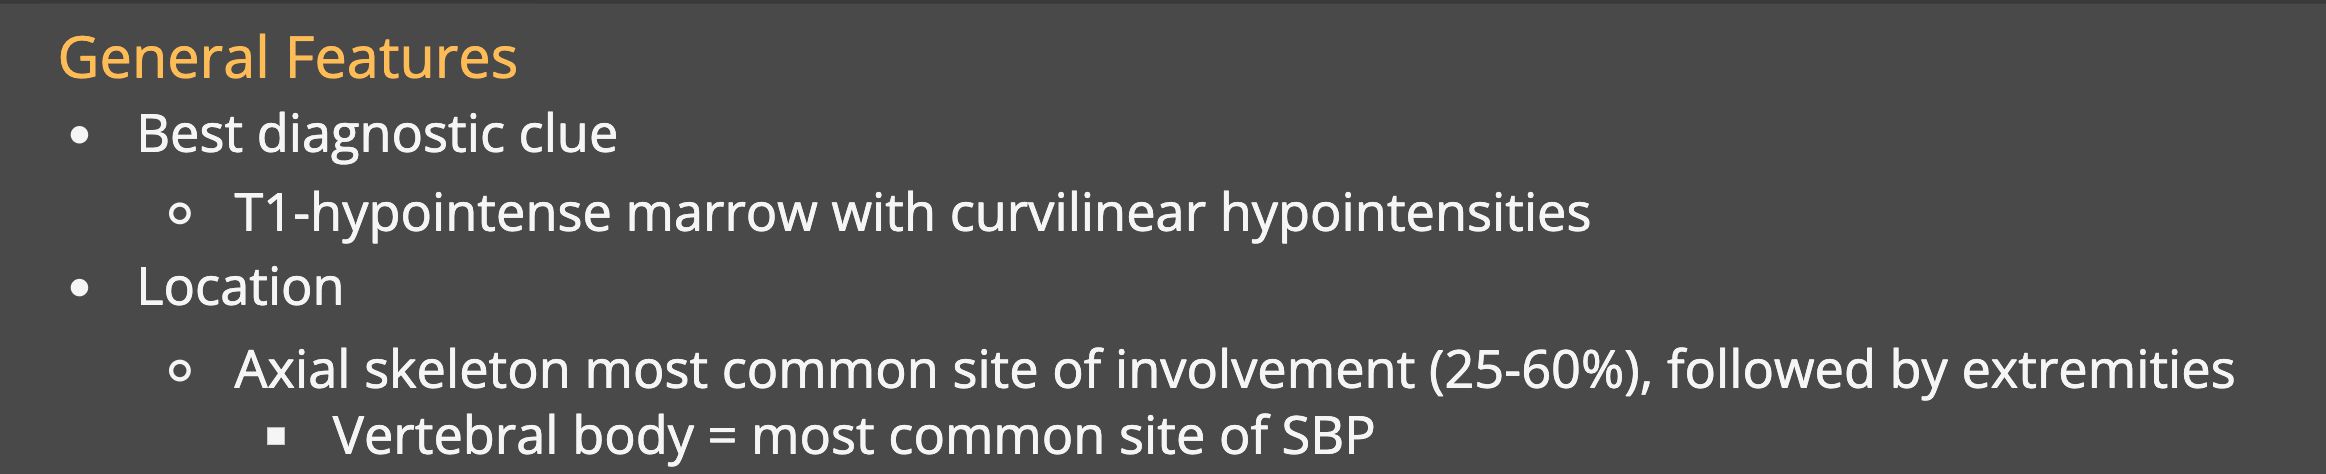 General Features
• Best diagnostic clue
○ T1-hypointense marrow with curvilinear hypointensities
• Location
○ Axial skeleton most common site of involvement (25-60%), followed by extremities
▪ Vertebral body = most common site of SBP